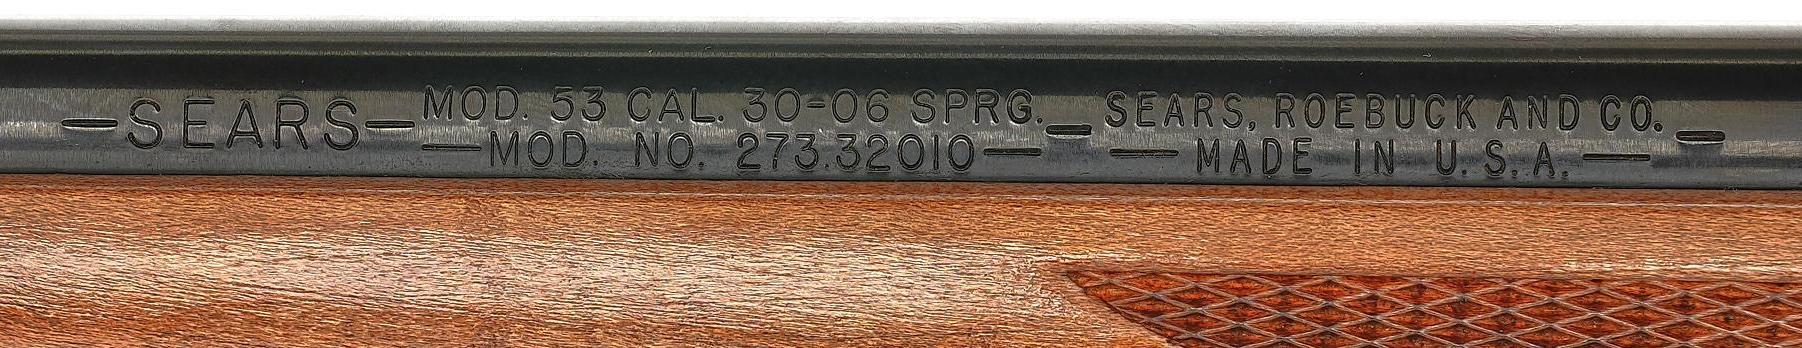 —SEARS—
MOD. 53 CAL. 30-06 SPRG.
—MOD. NO. 273.32010—
—SEARS, ROEBUCK AND CO.—
—MADE IN U.S.A.—